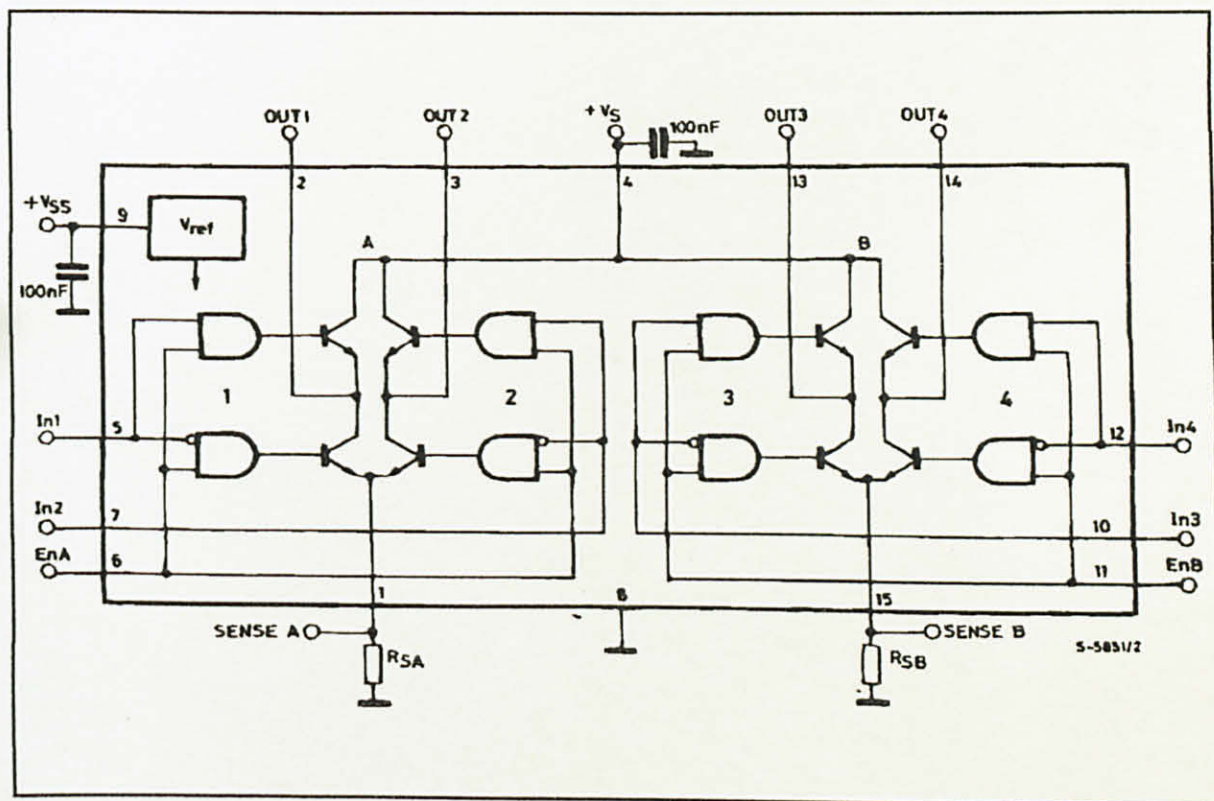 OUT1
OUT2
+VS
100nF
OUT3
OUT4
2
3
4
13
14
+VSS
9
Vref
A
B
100nF
1
2
3
4
In1
5
12
In4
In2
7
10
In3
EnA
6
11
EnB
1
8
15
SENSE A
RSA
RSB
SENSE B
S-5851/2